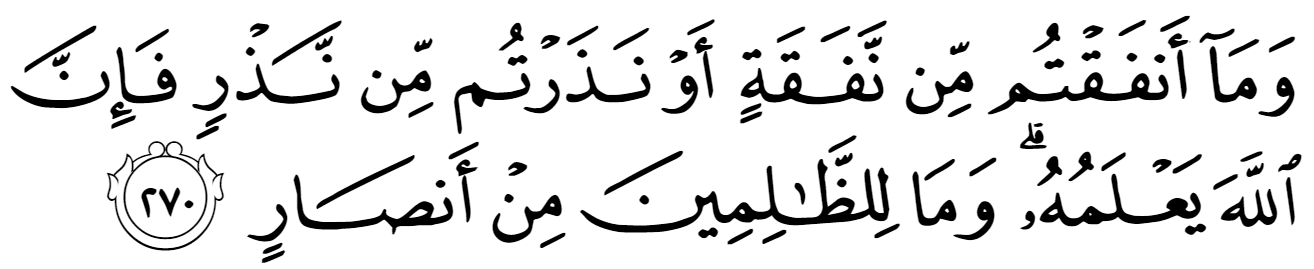 وَمَآ أَنفَقْتُم مِّن نَّفَقَةٍ أَوْ نَذَرْتُم مِّن نَّذْرٍ فَإِنَّ
ٱللَّهَ يَعْلَمُهُۥ ۗ وَمَا لِلظَّٰلِمِينَ مِنْ أَنصَارٍ ٢٧٠